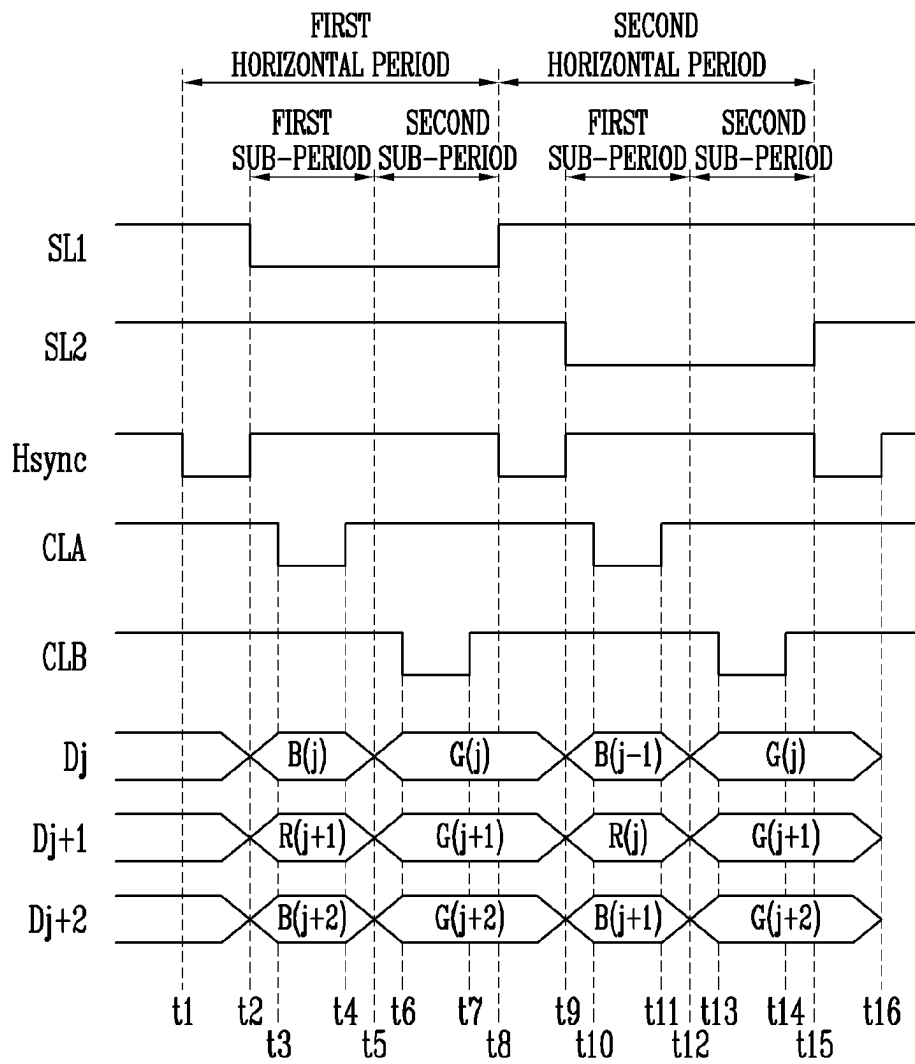 FIRST
HORIZONTAL PERIOD
SECOND
HORIZONTAL PERIOD
FIRST
SUB-PERIOD
SECOND
SUB-PERIOD
FIRST
SUB-PERIOD
SECOND
SUB-PERIOD
SL1
SL2
Hsync
CLA
CLB
Dj B(j) G(j) B(j-1) G(j)
Dj+1 R(j+1) G(j+1) R(j) G(j+1)
Dj+2 B(j+2) G(j+2) B(j+1) G(j+2)
t1 t2 t4 t6 t7 t9 t11 t13 t14 t16
t3 t5 t8 t10 t12 t15